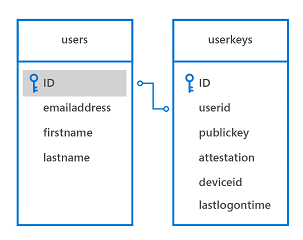 users
ID
emailaddress
firstname
lastname
userkeys
ID
userid
publickey
attestation
deviceid
lastlogontime